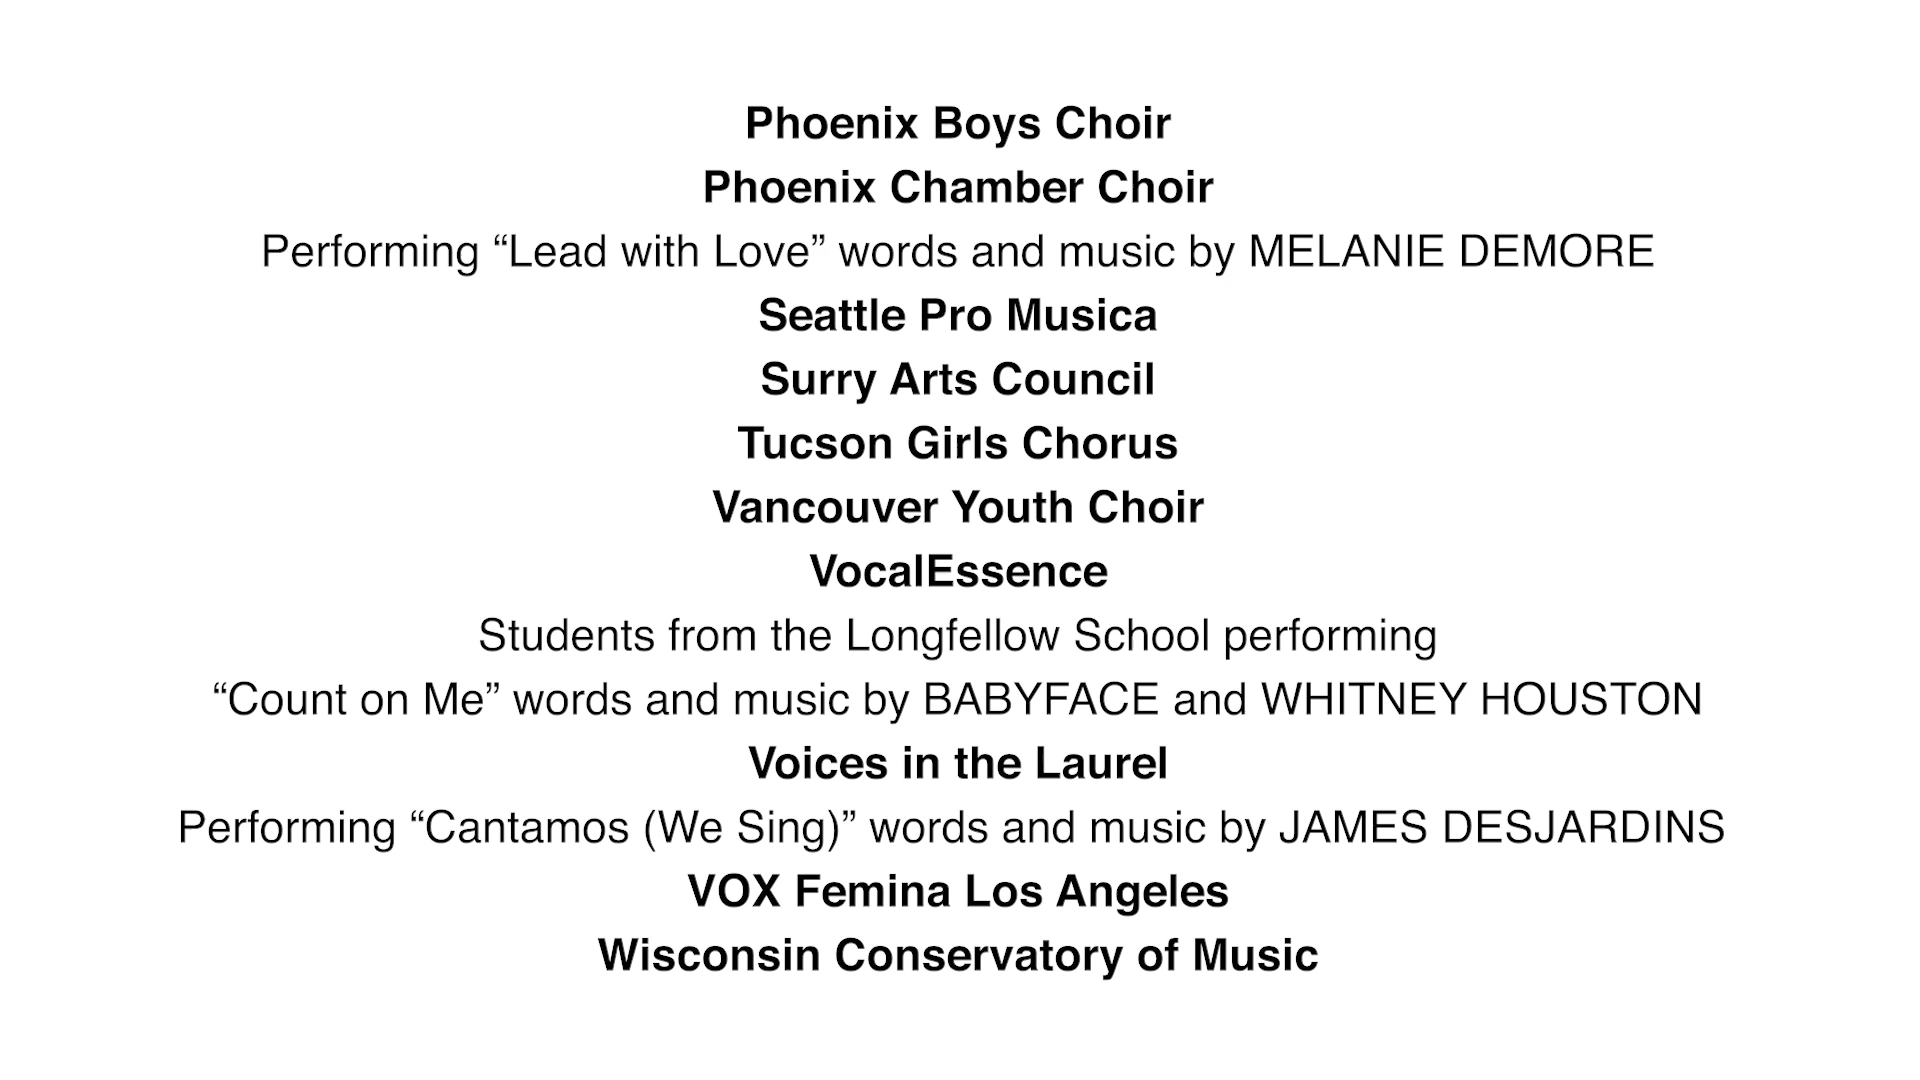 Phoenix Boys Choir
Phoenix Chamber Choir
Performing “Lead with Love” words and music by MELANIE DEMORE
Seattle Pro Musica
Surry Arts Council
Tucson Girls Chorus
Vancouver Youth Choir
VocalEssence
Students from the Longfellow School performing
“Count on Me” words and music by BABYFACE and WHITNEY HOUSTON
Voices in the Laurel
Performing “Cantamos (We Sing)” words and music by JAMES DESJARDINS
VOX Femina Los Angeles
Wisconsin Conservatory of Music